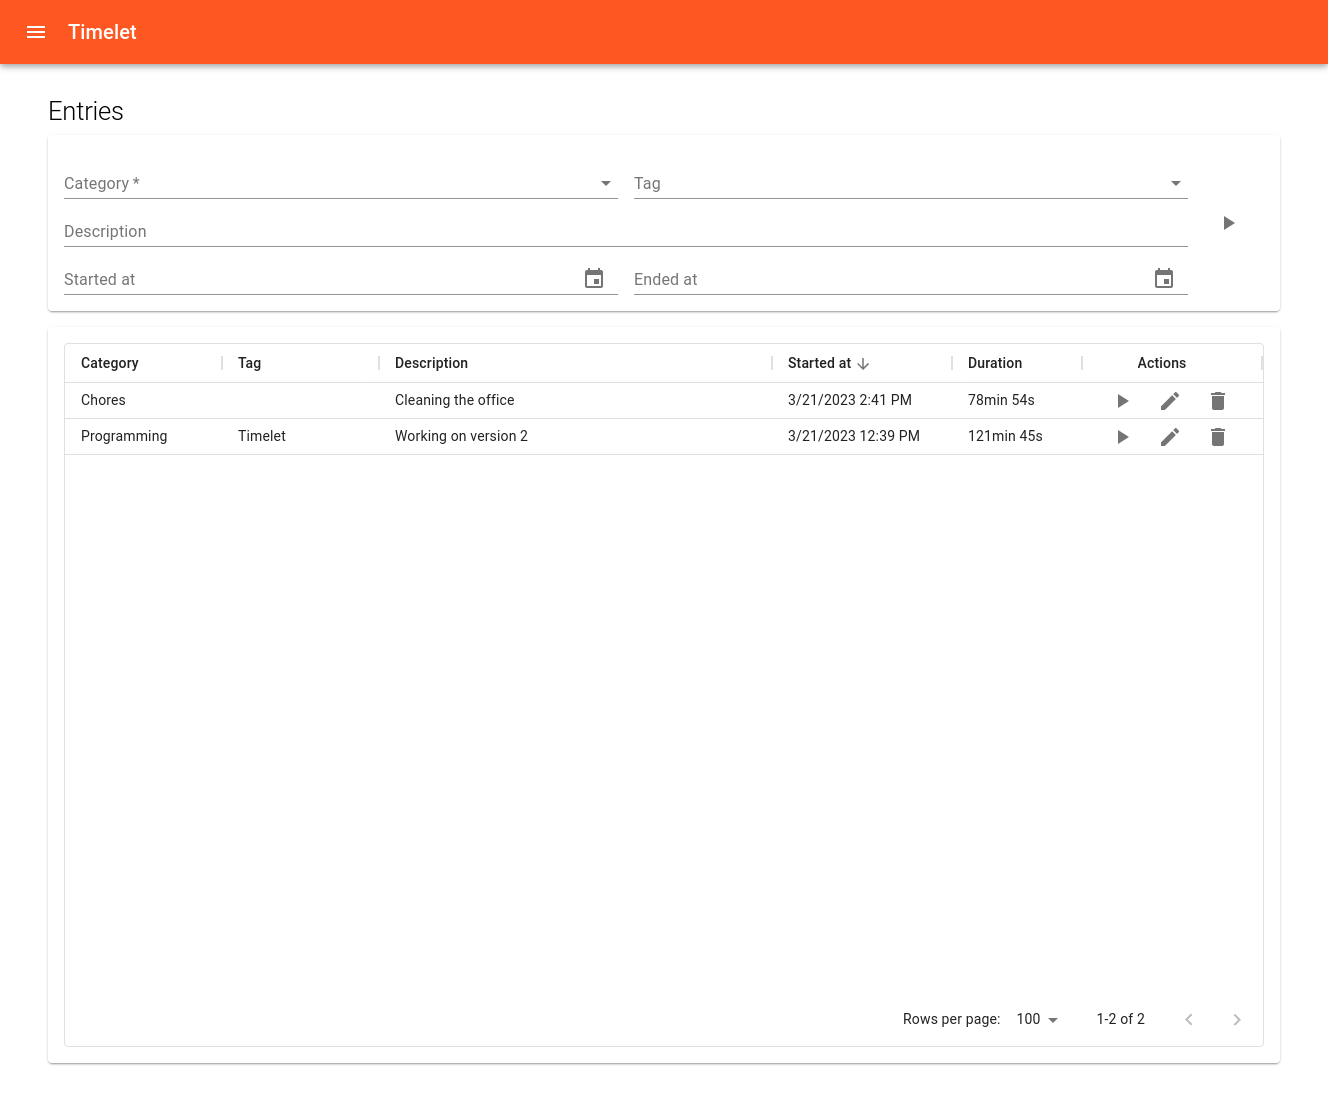 Timelet
Entries
Category * Tag
Description
Started at Ended at
Category Tag Description Started at Duration Actions
Chores Cleaning the office 3/21/2023 2:41 PM 78min 54s
Programming Timelet Working on version 2 3/21/2023 12:39 PM 121min 45s
Rows per page: 100 1-2 of 2